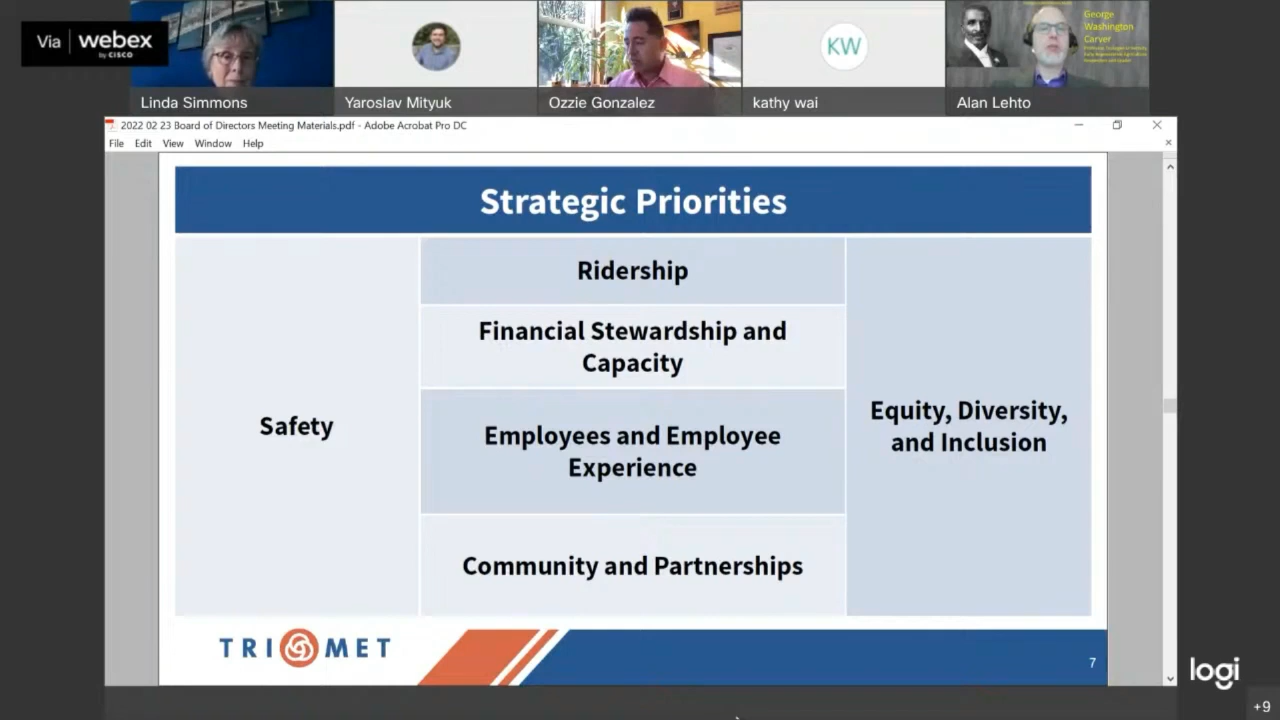 Via webex
by CISCO
George
Washington
Carver
Linda Simmons
Yaroslav Mityuk
Ozzie Gonzalez
KW
kathy wai
Alan Lehto
2022 02 23 Board of Directors Meeting Materials.pdf - Adobe Acrobat Pro DC
File Edit View Window Help
Strategic Priorities
Safety
Ridership
Financial Stewardship and
Capacity
Employees and Employee
Experience
Community and Partnerships
Equity, Diversity,
and Inclusion
TRI MET
7
logi
+9